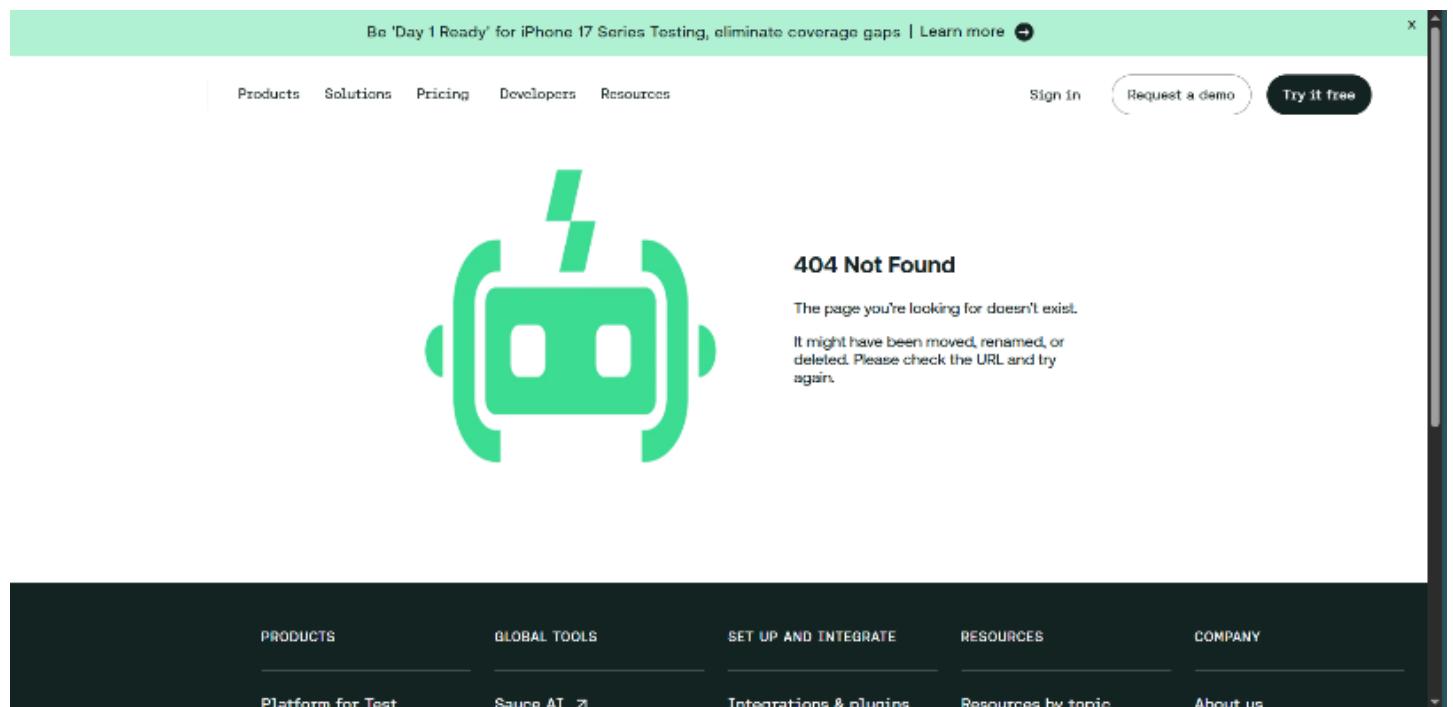 Be 'Day 1 Ready' for iPhone 17 Series Testing, eliminate coverage gaps | Learn more
x
Products Solutions Pricing Developers Resources Sign in Request a demo Try it free
404 Not Found
The page you're looking for doesn't exist.
It might have been moved, renamed, or
deleted. Please check the URL and try
again.
PRODUCTS GLOBAL TOOLS SET UP AND INTEGRATE RESOURCES COMPANY
Platform for Test Sauce AI Integrations & plugins Resources by topic About us